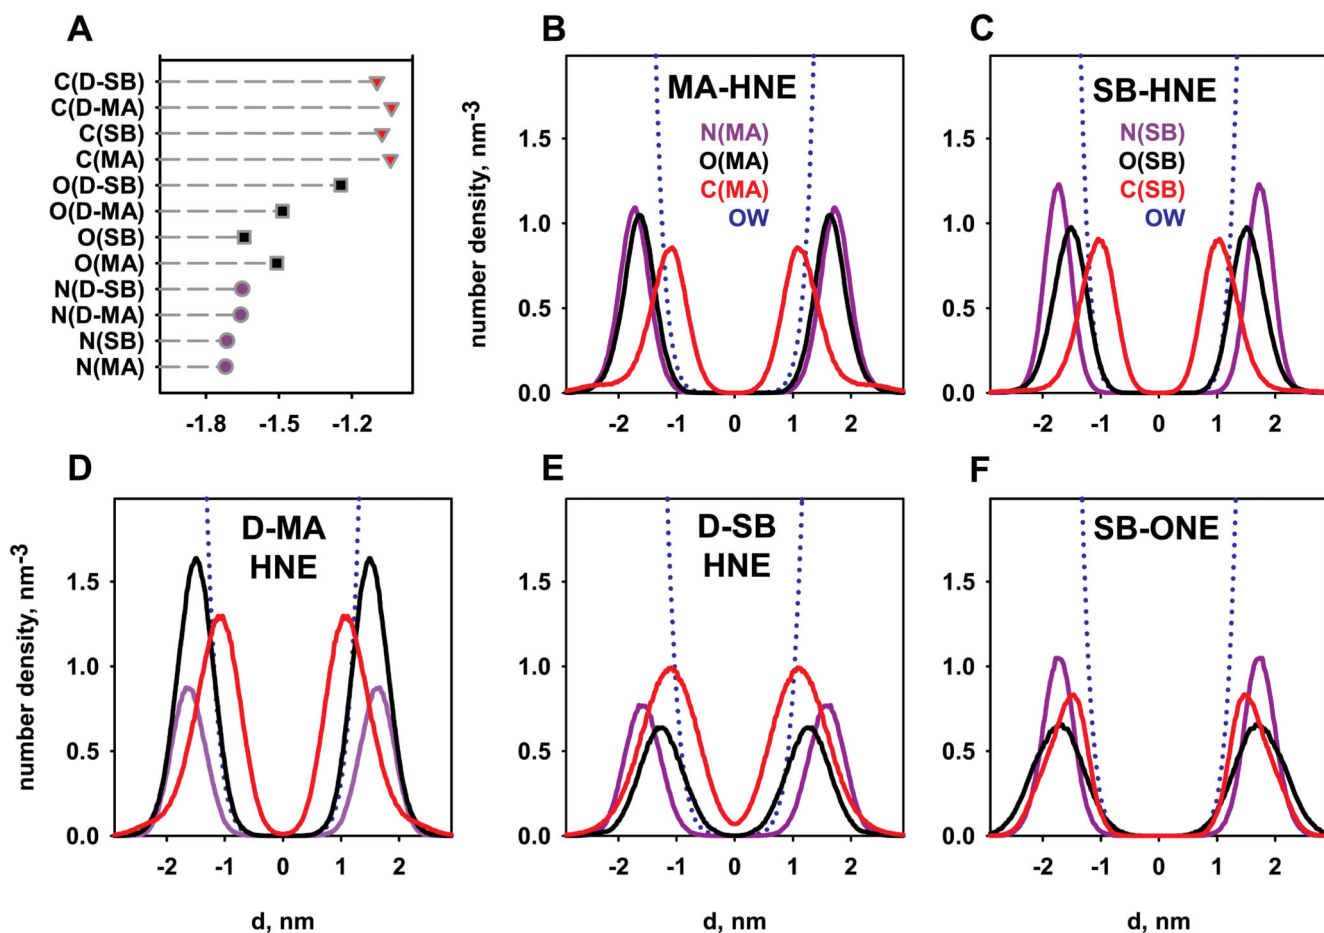 A
C(D-SB)
C(D-MA)
C(SB)
C(MA)
O(D-SB)
O(D-MA)
O(SB)
O(MA)
N(D-SB)
N(D-MA)
N(SB)
N(MA)
-1.8 -1.5 -1.2
B
number density, nm-3
1.5
1.0
0.5
0.0
MA-HNE
N(MA)
O(MA)
C(MA)
OW
-2 -1 0 1 2
C
1.5
1.0
0.5
0.0
SB-HNE
N(SB)
O(SB)
C(SB)
OW
-2 -1 0 1 2
D
number density, nm-3
1.5
1.0
0.5
0.0
D-MA
HNE
-2 -1 0 1 2
d, nm
E
1.5
1.0
0.5
0.0
D-SB
HNE
-2 -1 0 1 2
d, nm
F
1.5
1.0
0.5
0.0
SB-ONE
-2 -1 0 1 2
d, nm